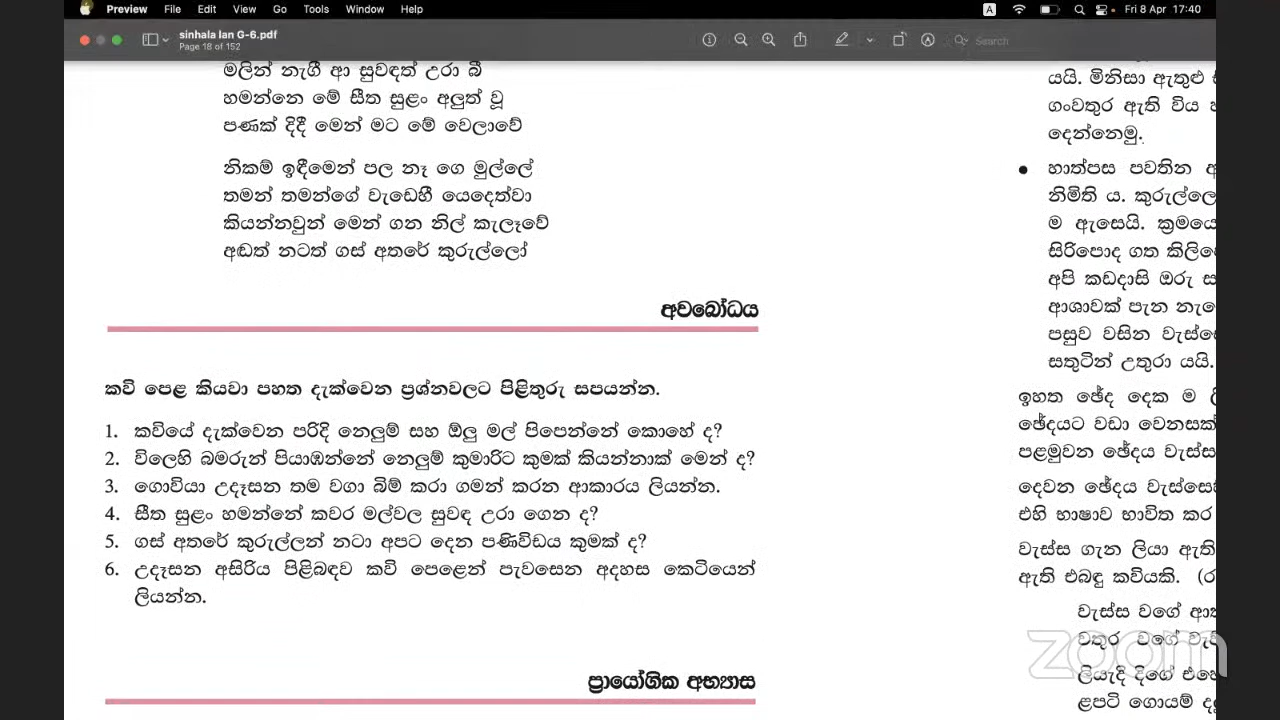 Preview File Edit View Go Tools Window Help
A Fri 8 Apr 17:40
sinhala lan G-6.pdf
Page 18 of 152
Search
මලින් නැගී ආ සුවඳත් උරා බී
හමන්නෙ මේ සීත සුළං අලුත් වූ
පණක් දිදී මෙන් මට මේ වෙලාවේ
නිකම් ඉඳීමෙන් පල නෑ ගෙ මුල්ලේ
තමන් තමන්ගේ වැඩෙහී යෙදෙත්වා
කියන්නවුන් මෙන් ගන නිල් කැලෑවේ
අඬත් නටත් ගස් අතරේ කුරුල්ලෝ
අවබෝධය
කවි පෙළ කියවා පහත දැක්වෙන ප්‍රශ්නවලට පිළිතුරු සපයන්න.
1. කවියේ දැක්වෙන පරිදි නෙලුම් සහ ඕලු මල් පිපෙන්නේ කොහේ ද?
2. විලෙහි බමරුන් පියාඹන්නේ නෙලුම් කුමාරිට කුමක් කියන්නාක් මෙන් ද?
3. ගොවියා උදෑසන තම වගා බිම් කරා ගමන් කරන ආකාරය ලියන්න.
4. සීත සුළං හමන්නේ කවර මල්වල සුවඳ උරා ගෙන ද?
5. ගස් අතරේ කුරුල්ලන් නටා අපට දෙන පණිවිඩය කුමක් ද?
6. උදෑසන අසිරිය පිළිබඳව කවි පෙළෙන් පැවසෙන අදහස කෙටියෙන්
ලියන්න.
ප්‍රායෝගික අභ්‍යාස
යයි. මිනිසා ඇතුළු
ගංවතුර ඇති විය
දෙන්නෙමු.
● හාත්පස පවතින
නිමිති ය. කුරුල්ලෙ
ම ඇසෙයි. ක්‍රමයෙ
සිරිපොද ගත කිලිපො
අපි කඩදාසි ඔරු ස
ආශාවක් පැන නැගෙ
පසුව වසින වැස්සෙ
සතුටින් උතුරා යයි.
ඉහත ඡේද දෙක ම
ඡේදයට වඩා වෙනසක්
පළමුවන ඡේදය වැස්ස
දෙවන ඡේදය වැස්සෙ
එහි භාෂාව භාවිත කර
වැස්ස ගැන ලියා ඇති
ඇති එබඳු කවියකි. (ර
වැස්ස වගේ
වතුර වගේ
ලියැදි දිගේ
ළපටි ගොයම්
zoom